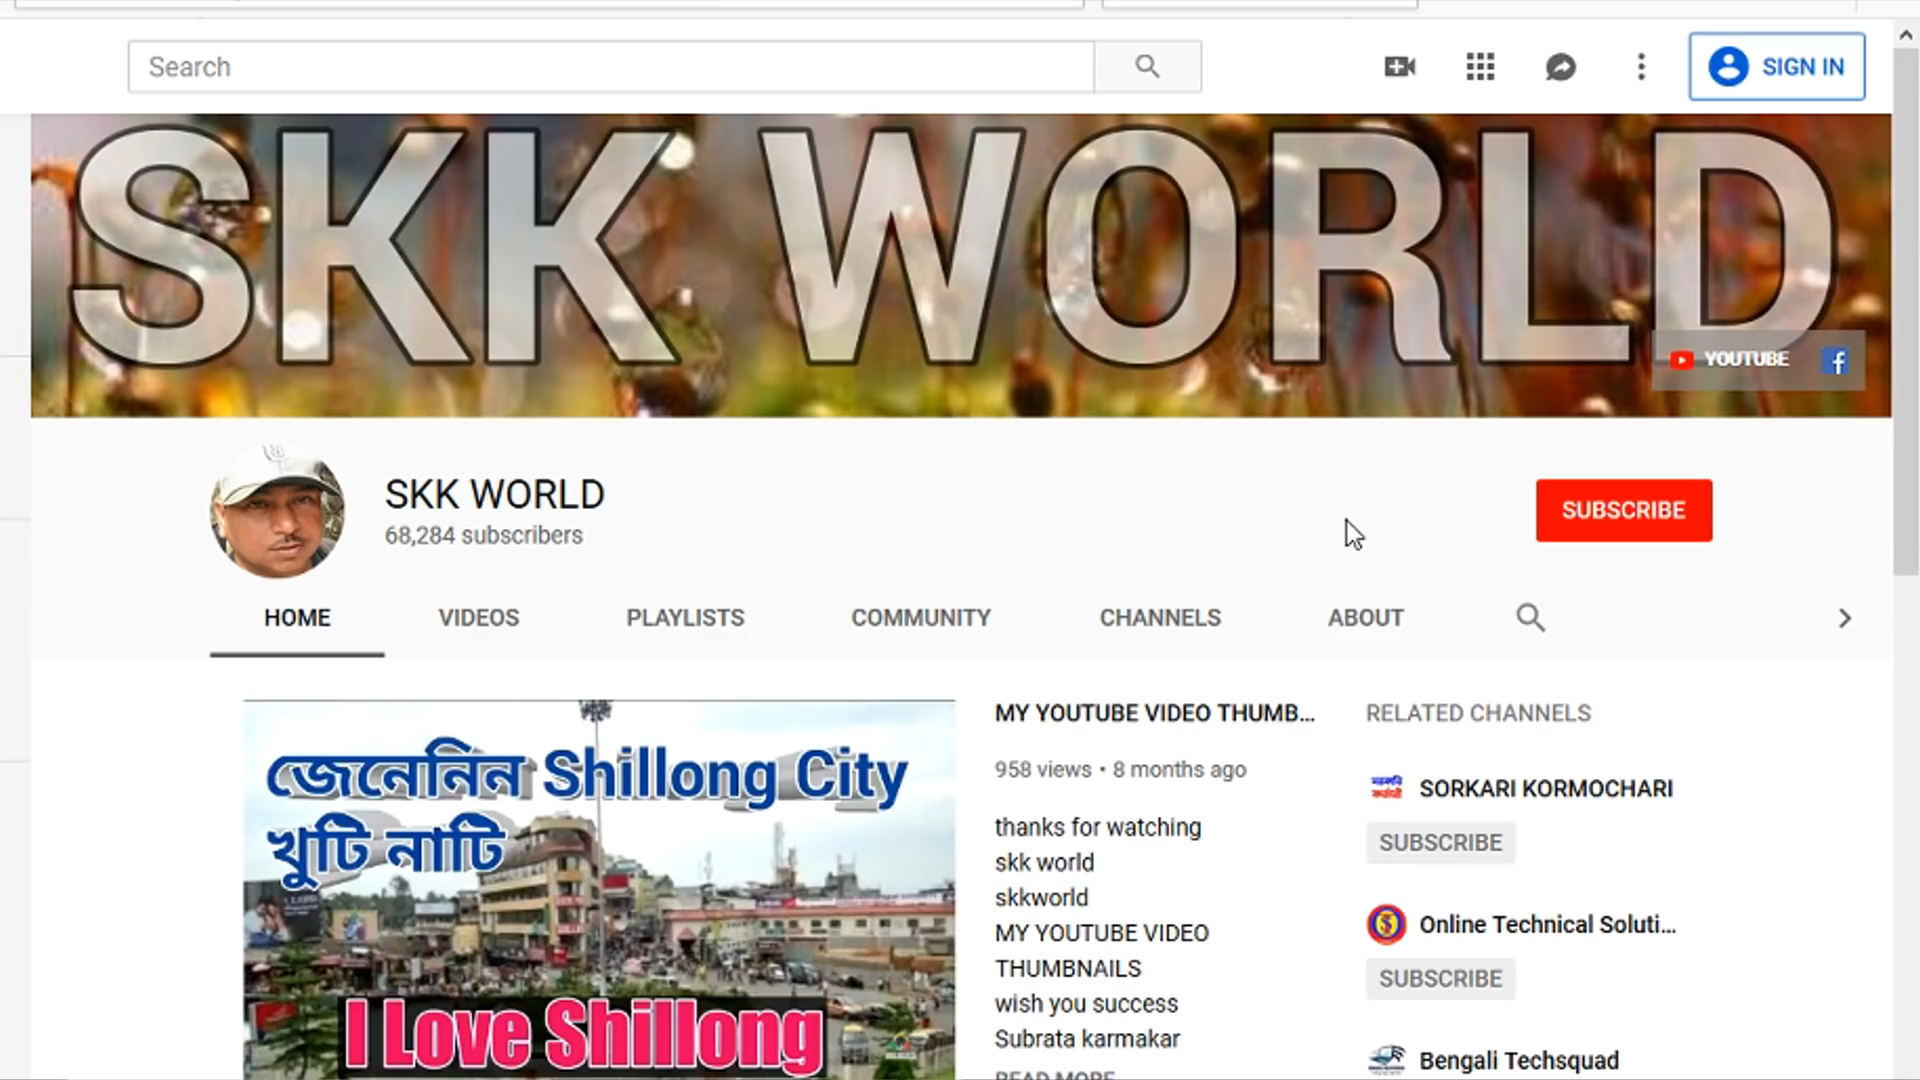 Search
SIGN IN
SKK WORLD
YOUTUBE
SKK WORLD
68,284 subscribers
SUBSCRIBE
HOME
VIDEOS
PLAYLISTS
COMMUNITY
CHANNELS
ABOUT
জেনেনিন Shillong City
খুটি নাটি
I Love Shillong
MY YOUTUBE VIDEO THUMB...
958 views • 8 months ago
thanks for watching
skk world
skkworld
MY YOUTUBE VIDEO
THUMBNAILS
wish you success
Subrata karmakar
READ MORE
RELATED CHANNELS
SORKARI KORMOCHARI
SUBSCRIBE
Online Technical Soluti...
SUBSCRIBE
Bengali Techsquad